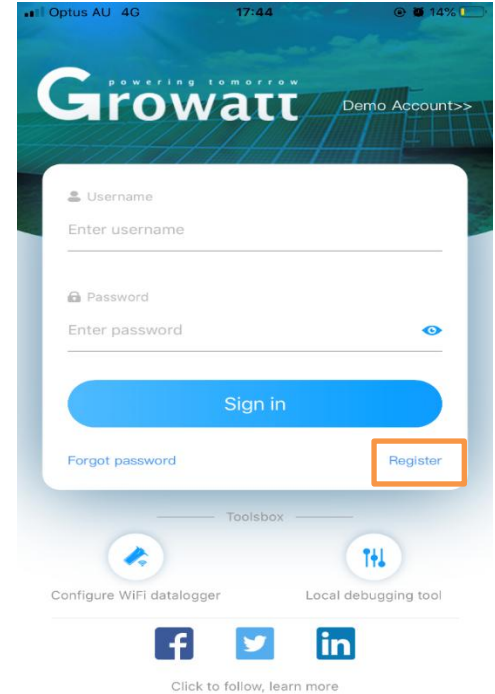 Optus AU 4G 17:44 14%
powering tomorrow
Growatt
Demo Account>>
Username
Enter username
Password
Enter password
Sign in
Forgot password Register
Toolsbox
Configure WiFi datalogger Local debugging tool
f in
Click to follow, learn more